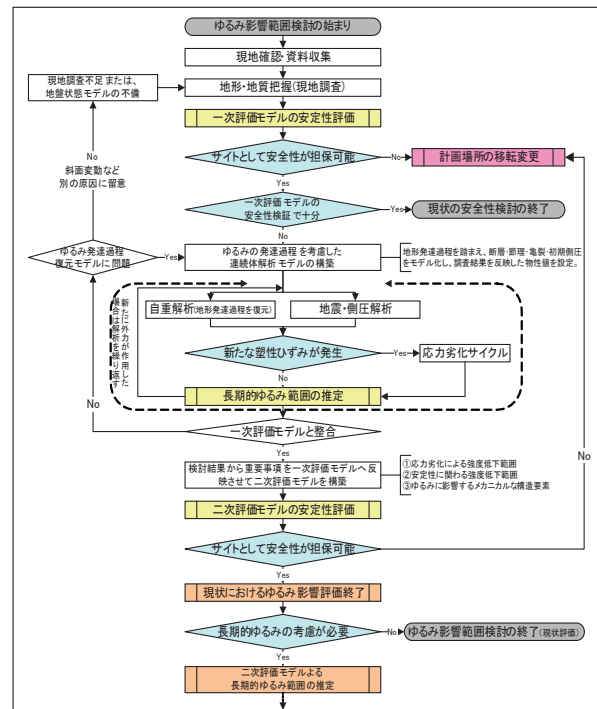 ゆるみ影響範囲検討の始まり
現地確認・資料収集
現地調査不足または、
地盤状態モデルの不備
地形・地質把握(現地調査)
一次評価モデルの安定性評価
サイトとして安全性が担保可能
No
計画場所の移転変更
Yes
No
斜面変動など
別の原因に留意
一次評価モデルの
安全性検証で十分
Yes
現状の安全性検討の終了
No
ゆるみ発達過程
復元モデルに問題
Yes
ゆるみの発達過程を考慮した
連続体解析モデルの構築
地形発達過程を踏まえ、断層・節理・亀裂・初期側圧
をモデル化し、調査結果を反映した物性値を設定。
新たに外力が作用した
場合は解析を繰り返す
自重解析(地形発達過程を復元)
地震・側圧解析
新たな塑性ひずみが発生
Yes
応力劣化サイクル
No
長期的ゆるみ範囲の推定
No
一次評価モデルと整合
Yes
検討結果から重要事項を一次評価モデルへ反
映させて二次評価モデルを構築
①応力劣化による強度低下範囲
②安定性に関わる強度低下範囲
③ゆるみに影響するメカニカルな構造要素
No
二次評価モデルの安定性評価
サイトとして安全性が担保可能
Yes
現状におけるゆるみ影響評価終了
長期的ゆるみの考慮が必要
No
ゆるみ影響範囲検討の終了(現状評価)
Yes
二次評価モデルよる
長期的ゆるみ範囲の推定